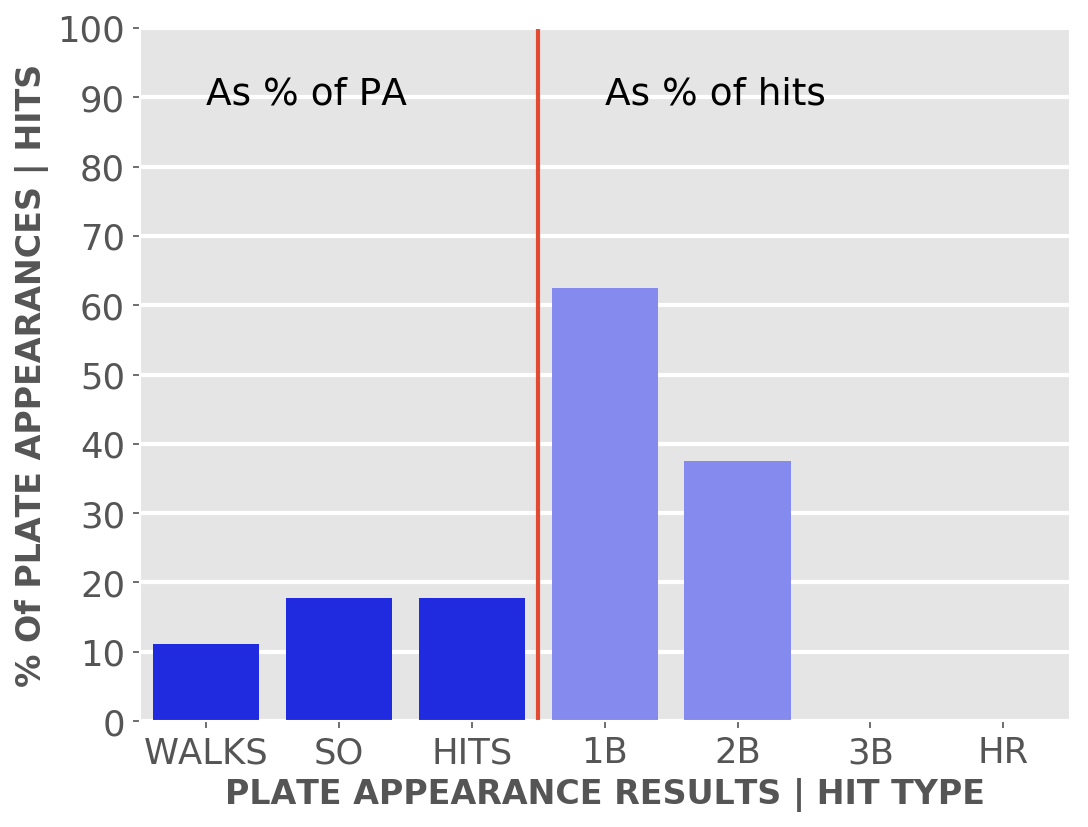 100
90
80
70
60
50
40
30
20
10
0
% Of PLATE APPEARANCES | HITS
As % of PA
As % of hits
WALKS SO HITS 1B 2B 3B HR
PLATE APPEARANCE RESULTS | HIT TYPE